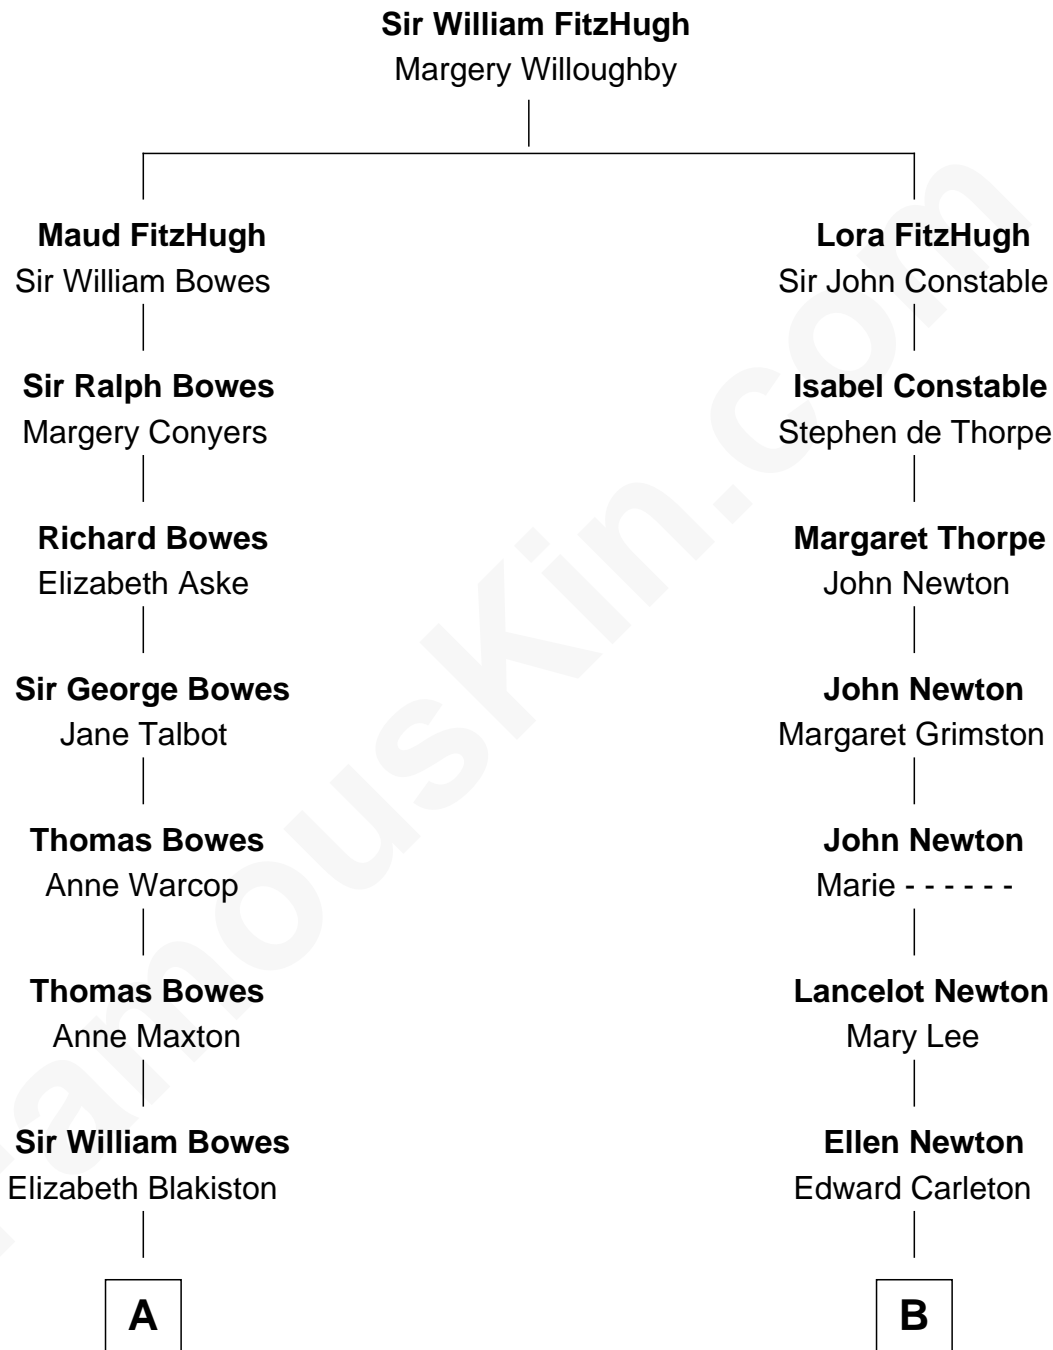 Sir William FitzHugh
Margery Willoughby
Maud FitzHugh
Sir William Bowes
Lora FitzHugh
Sir John Constable
Sir Ralph Bowes
Margery Conyers
Isabel Constable
Stephen de Thorpe
Richard Bowes
Elizabeth Aske
Margaret Thorpe
John Newton
Sir George Bowes
Jane Talbot
John Newton
Margaret Grimston
Thomas Bowes
Anne Warcop
John Newton
Marie - - - - - -
Thomas Bowes
Anne Maxton
Lancelot Newton
Mary Lee
Sir William Bowes
Elizabeth Blakiston
Ellen Newton
Edward Carleton
A
B
FamousKin.com